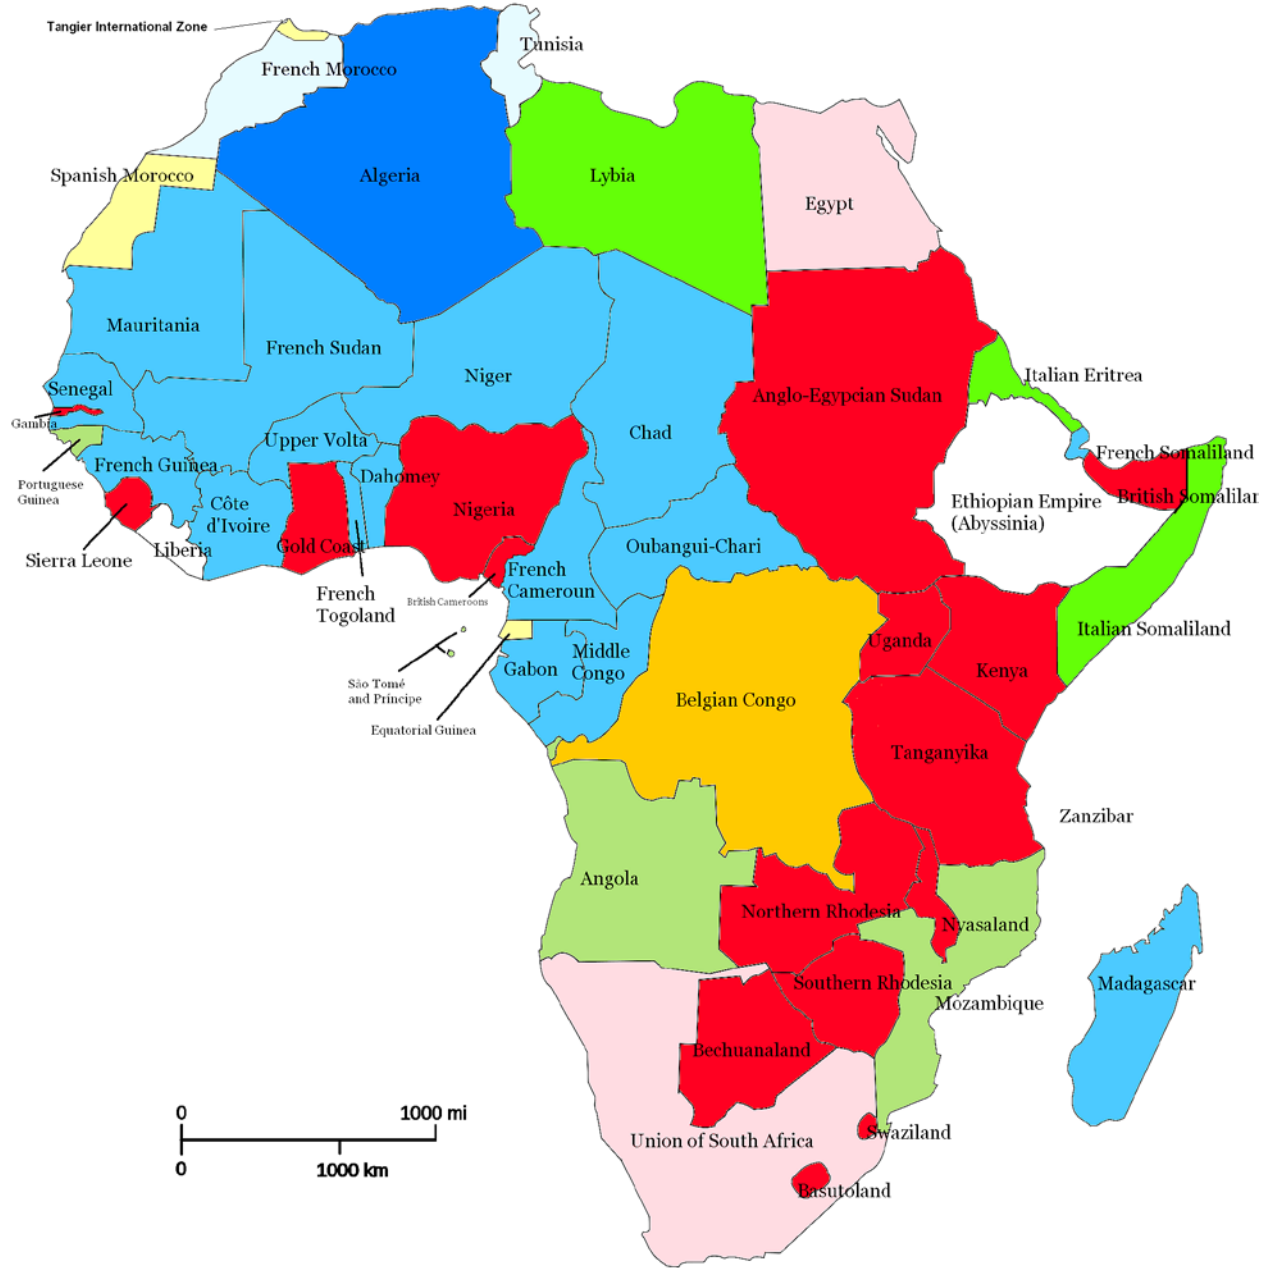 Tangier International Zone
Tunisia
French Morocco
Spanish Morocco
Algeria
Lybia
Egypt
Mauritania
French Sudan
Niger
Chad
Anglo-Egypcian Sudan
Italian Eritrea
Senegal
Gambia
Upper Volta
French Guinea
Dahomey
French Somaliland
British Somalilan
Portuguese
Guinea
Côte
d'Ivoire
Nigeria
Ethiopian Empire
(Abyssinia)
Sierra Leone
Liberia
Gold Coast
Oubangui-Chari
French
Togoland
British Cameroons
French
Cameroun
Uganda
Kenya
Italian Somaliland
Gabon
Middle
Congo
São Tomé
and Príncipe
Equatorial Guinea
Belgian Congo
Tanganyika
Zanzibar
Angola
Northern Rhodesia
Nyasaland
Southern Rhodesia
Mozambique
Madagascar
Bechuanaland
Union of South Africa
Swaziland
Basutoland
0 1000 mi
0 1000 km